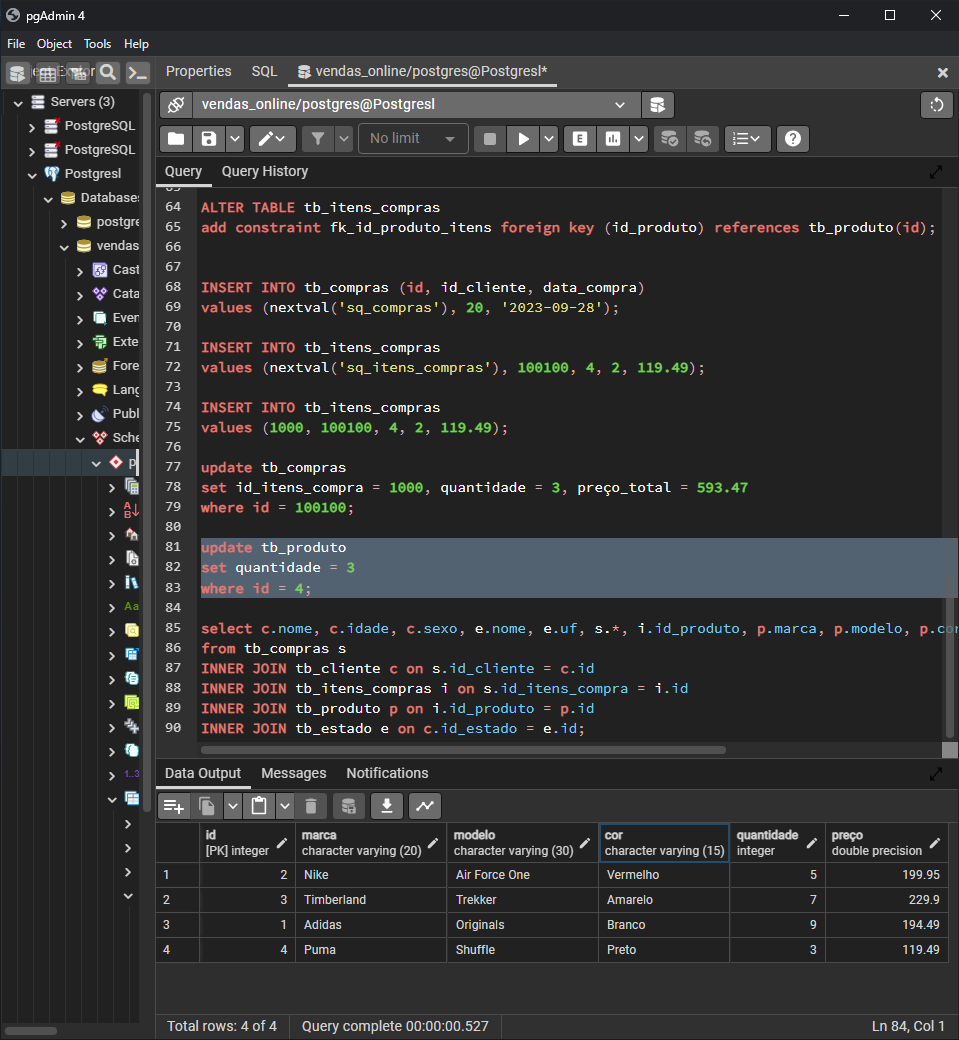 pgAdmin 4
File Object Tools Help
Properties SQL vendas_online/postgres@Postgresl*
Servers (3)
PostgreSQL
PostgreSQL
Postgresl
Databases
postgre
vendas
Cast
Cata
Even
Exte
Fore
Lang
Publ
Sche
p
Aa
1..3
vendas_online/postgres@Postgresl
No limit
E
Query Query History
64 ALTER TABLE tb_itens_compras
65 add constraint fk_id_produto_itens foreign key (id_produto) references tb_produto(id);
66
67
68 INSERT INTO tb_compras (id, id_cliente, data_compra)
69 values (nextval('sq_compras'), 20, '2023-09-28');
70
71 INSERT INTO tb_itens_compras
72 values (nextval('sq_itens_compras'), 100100, 4, 2, 119.49);
73
74 INSERT INTO tb_itens_compras
75 values (1000, 100100, 4, 2, 119.49);
76
77 update tb_compras
78 set id_itens_compra = 1000, quantidade = 3, preço_total = 593.47
79 where id = 100100;
80
81 update tb_produto
82 set quantidade = 3
83 where id = 4;
84
85 select c.nome, c.idade, c.sexo, e.nome, e.uf, s.*, i.id_produto, p.marca, p.modelo, p.cor
86 from tb_compras s
87 INNER JOIN tb_cliente c on s.id_cliente = c.id
88 INNER JOIN tb_itens_compras i on s.id_itens_compra = i.id
89 INNER JOIN tb_produto p on i.id_produto = p.id
90 INNER JOIN tb_estado e on c.id_estado = e.id;
Data Output Messages Notifications
id marca modelo cor quantidade preço
[PK] integer character varying (20) character varying (30) character varying (15) integer double precision
1 2 Nike Air Force One Vermelho 5 199.95
2 3 Timberland Trekker Amarelo 7 229.9
3 1 Adidas Originals Branco 9 194.49
4 4 Puma Shuffle Preto 3 119.49
Total rows: 4 of 4 Query complete 00:00:00.527 Ln 84, Col 1